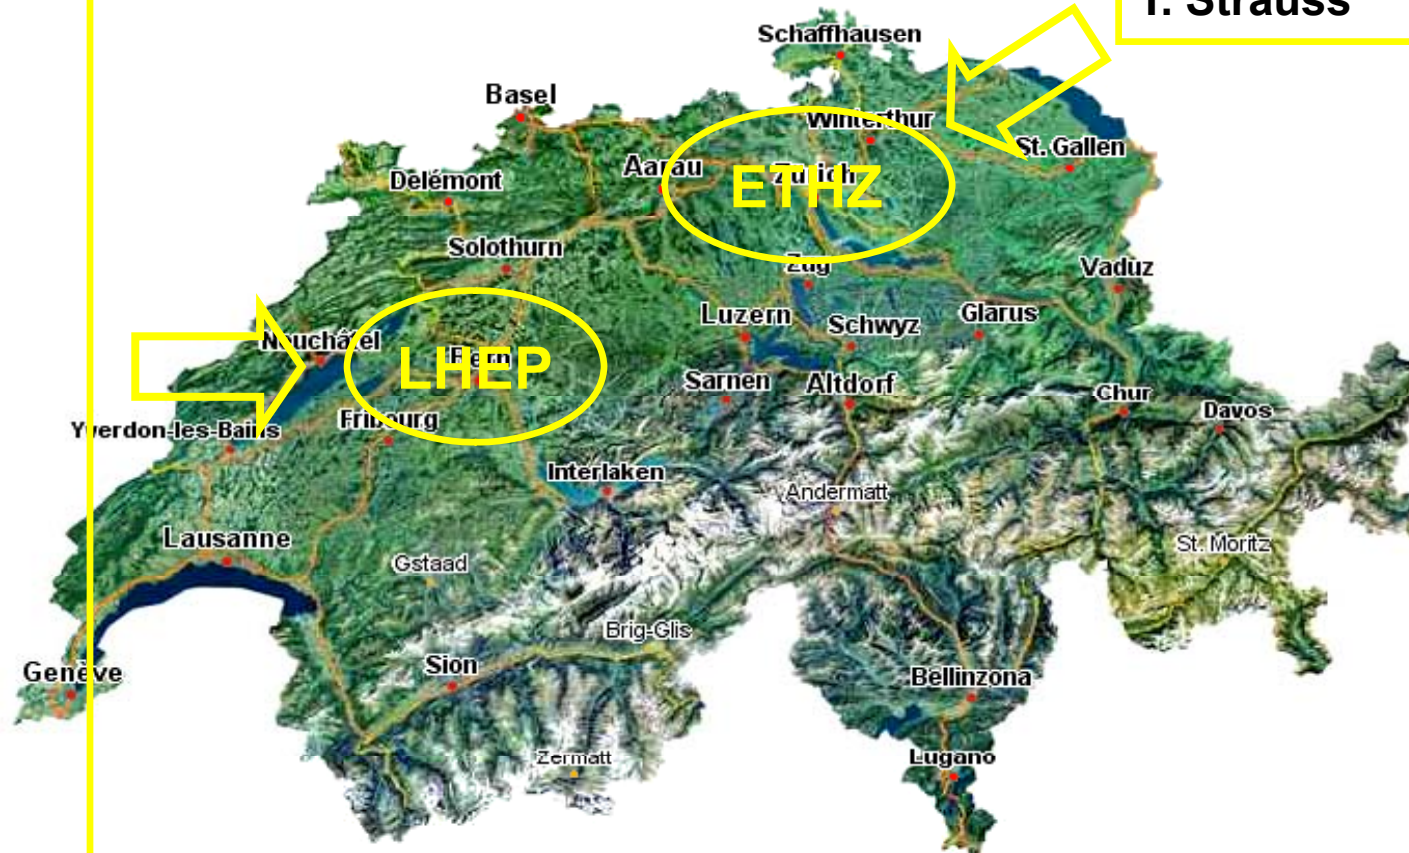 T. Strauss
Schaffhausen
Basel
Winterthur
St. Gallen
Aarau
Zürich
ETHZ
Delémont
Solothurn
Zug
Vaduz
Luzern
Schwyz
Glarus
Neuchâtel
Bern
LHEP
Sarnen
Altdorf
Chur
Davos
Fribourg
Yverdon-les-Bains
Interlaken
Andermatt
Lausanne
St. Moritz
Gstaad
Brig-Glis
Genève
Sion
Bellinzona
Zermatt
Lugano